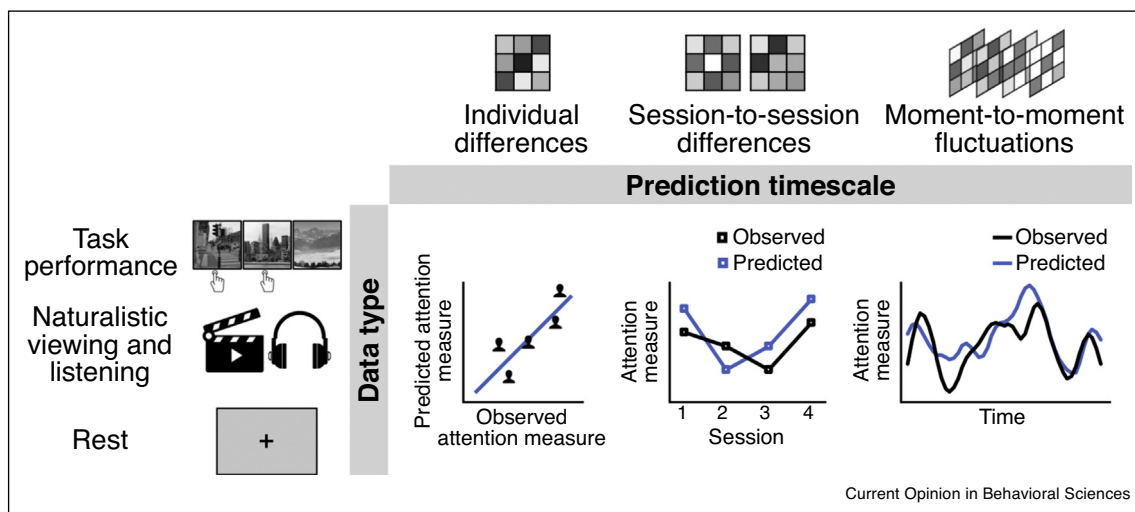 Individual
differences
Session-to-session
differences
Moment-to-moment
fluctuations
Prediction timescale
Task
performance
Naturalistic
viewing and
listening
Rest
Data type
Predicted attention
measure
Observed
attention measure
Observed
Predicted
Attention
measure
1 2 3 4
Session
Observed
Predicted
Attention
measure
Time
Current Opinion in Behavioral Sciences